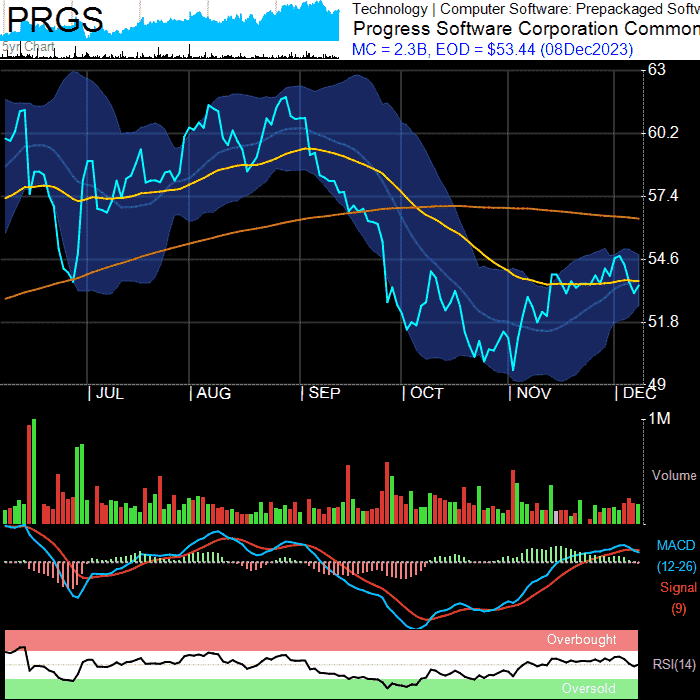 PRGS
5yr Chart
Technology | Computer Software: Prepackaged Softw
Progress Software Corporation Common
MC = 2.3B, EOD = $53.44 (08Dec2023)
63
60.2
57.4
54.6
51.8
49
| JUL | AUG | SEP | OCT | NOV | DEC
1M
Volume
MACD
(12-26)
Signal
(9)
Overbought
RSI(14)
Oversold